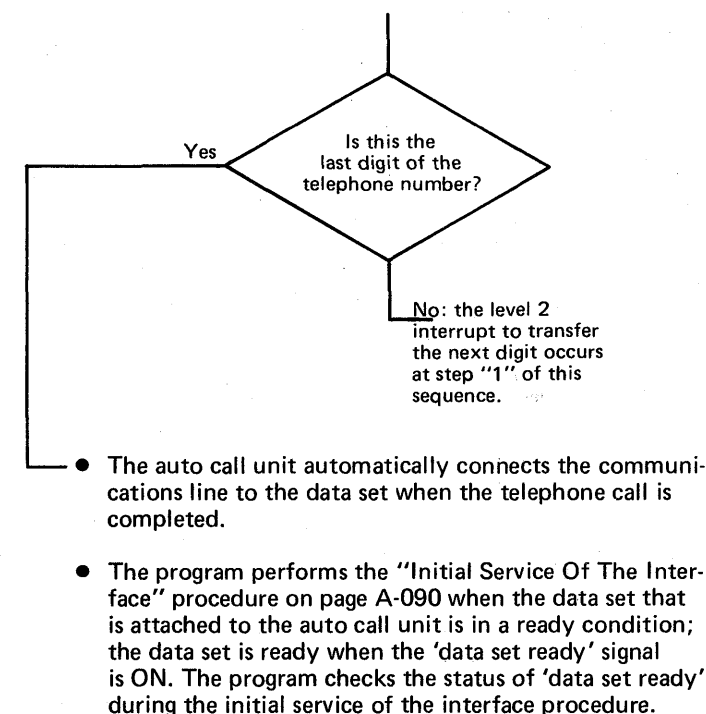 Yes
Is this the
last digit of the
telephone number?
No: the level 2
interrupt to transfer
the next digit occurs
at step "1" of this
sequence.
● The auto call unit automatically connects the communi-
cations line to the data set when the telephone call is
completed.
● The program performs the "Initial Service Of The Inter-
face" procedure on page A-090 when the data set that
is attached to the auto call unit is in a ready condition;
the data set is ready when the 'data set ready' signal
is ON. The program checks the status of 'data set ready'
during the initial service of the interface procedure.